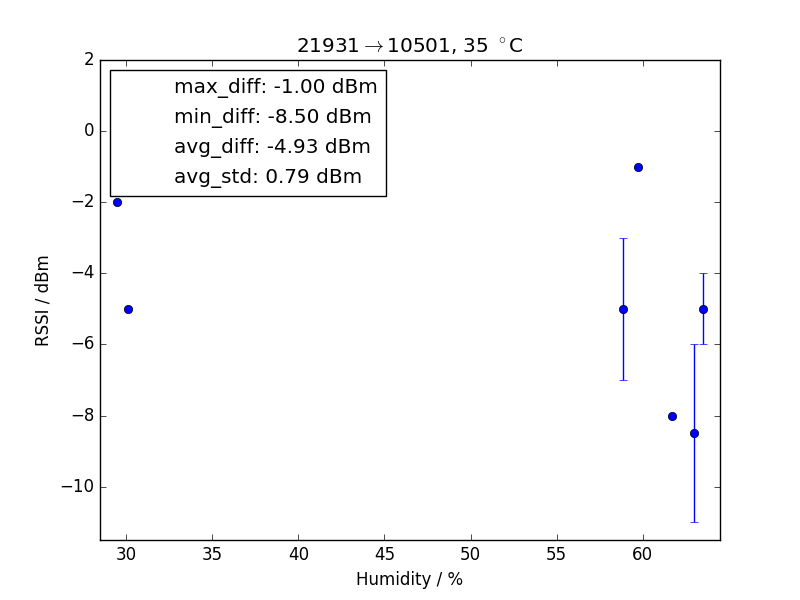 21931→10501, 35 °C
max_diff: -1.00 dBm
min_diff: -8.50 dBm
avg_diff: -4.93 dBm
avg_std: 0.79 dBm
RSSI / dBm
2
0
−2
−4
−6
−8
−10
30 35 40 45 50 55 60
Humidity / %